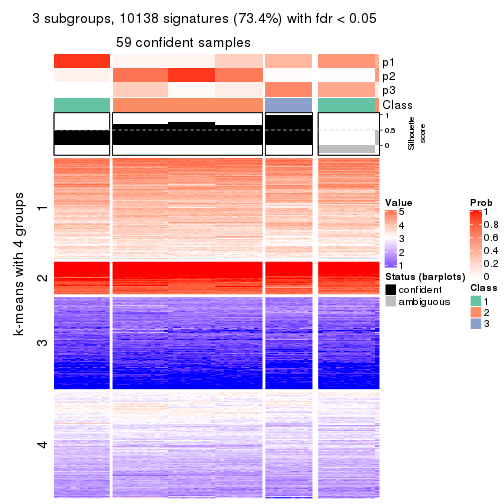 3 subgroups, 10138 signatures (73.4%) with fdr < 0.05
59 confident samples
p1
p2
p3
Class
1
0.5
0
Silhouette
score
k-means with 4 groups
1
2
3
4
Value
5
4
3
2
1
Status (barplots)
confident
ambiguous
Prob
1
0.8
0.6
0.4
0.2
0
Class
1
2
3